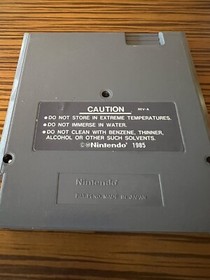 CAUTION REV-A
•DO NOT STORE IN EXTREME TEMPERATURES.
•DO NOT IMMERSE IN WATER.
•DO NOT CLEAN WITH BENZENE, THINNER,
ALCOHOL OR OTHER SUCH SOLVENTS.
©Nintendo® 1985
Nintendo